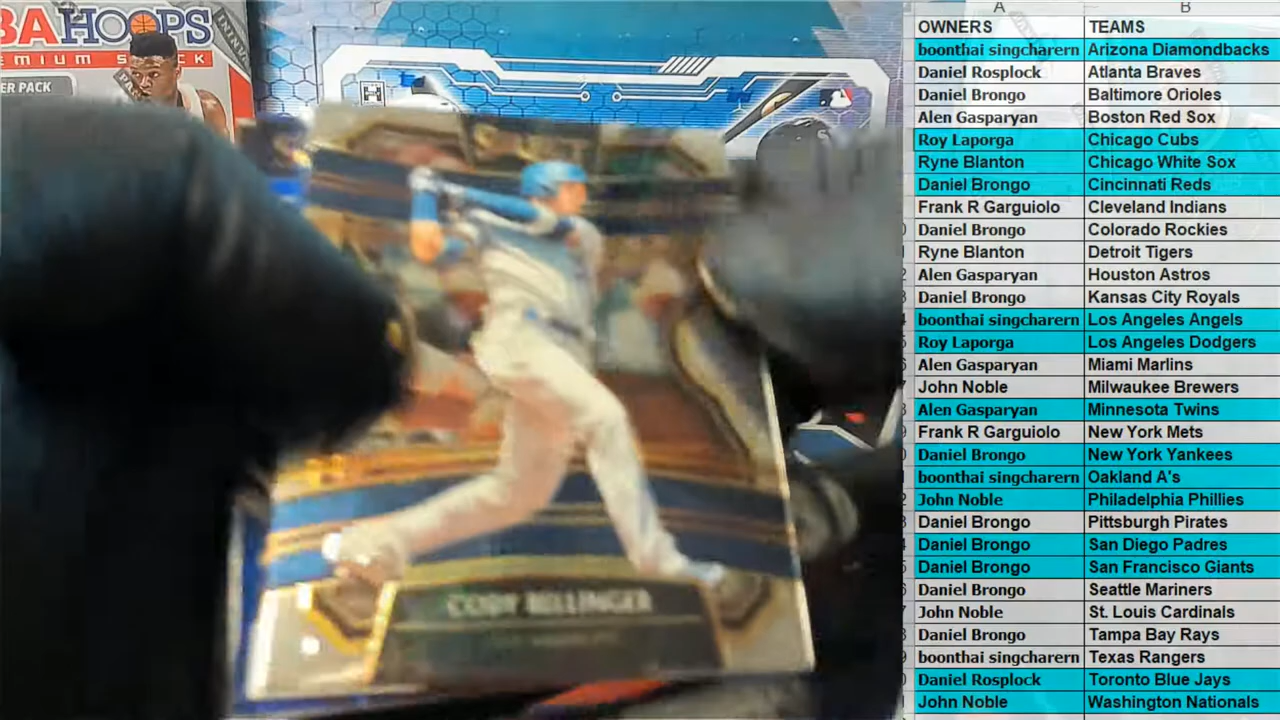 BAHOOPS
EMIUM S CK
ER PACK
CODY BELLINGER
A B
OWNERS TEAMS
boonthai singcharern Arizona Diamondbacks
Daniel Rosplock Atlanta Braves
Daniel Brongo Baltimore Orioles
Alen Gasparyan Boston Red Sox
Roy Laporga Chicago Cubs
Ryne Blanton Chicago White Sox
Daniel Brongo Cincinnati Reds
Frank R Garguiolo Cleveland Indians
Daniel Brongo Colorado Rockies
Ryne Blanton Detroit Tigers
Alen Gasparyan Houston Astros
Daniel Brongo Kansas City Royals
boonthai singcharern Los Angeles Angels
Roy Laporga Los Angeles Dodgers
Alen Gasparyan Miami Marlins
John Noble Milwaukee Brewers
Alen Gasparyan Minnesota Twins
Frank R Garguiolo New York Mets
Daniel Brongo New York Yankees
boonthai singcharern Oakland A's
John Noble Philadelphia Phillies
Daniel Brongo Pittsburgh Pirates
Daniel Brongo San Diego Padres
Daniel Brongo San Francisco Giants
Daniel Brongo Seattle Mariners
John Noble St. Louis Cardinals
Daniel Brongo Tampa Bay Rays
boonthai singcharern Texas Rangers
Daniel Rosplock Toronto Blue Jays
John Noble Washington Nationals